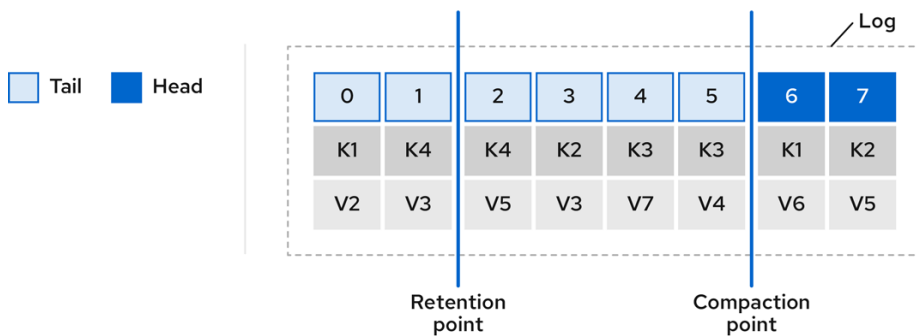 Log
Tail Head
0 1 2 3 4 5 6 7
K1 K4 K4 K2 K3 K3 K1 K2
V2 V3 V5 V3 V7 V4 V6 V5
Retention
point
Compaction
point